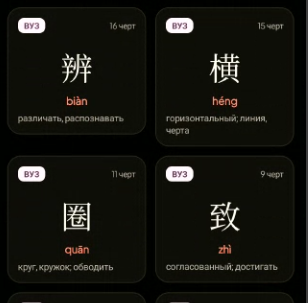 ВУЗ
16 черт
辨
biàn
различать, распознавать
ВУЗ
15 черт
横
héng
горизонтальный; линия,
черта
ВУЗ
11 черт
圈
quān
круг, кружок; обводить
ВУЗ
9 черт
致
zhì
согласованный; достигать